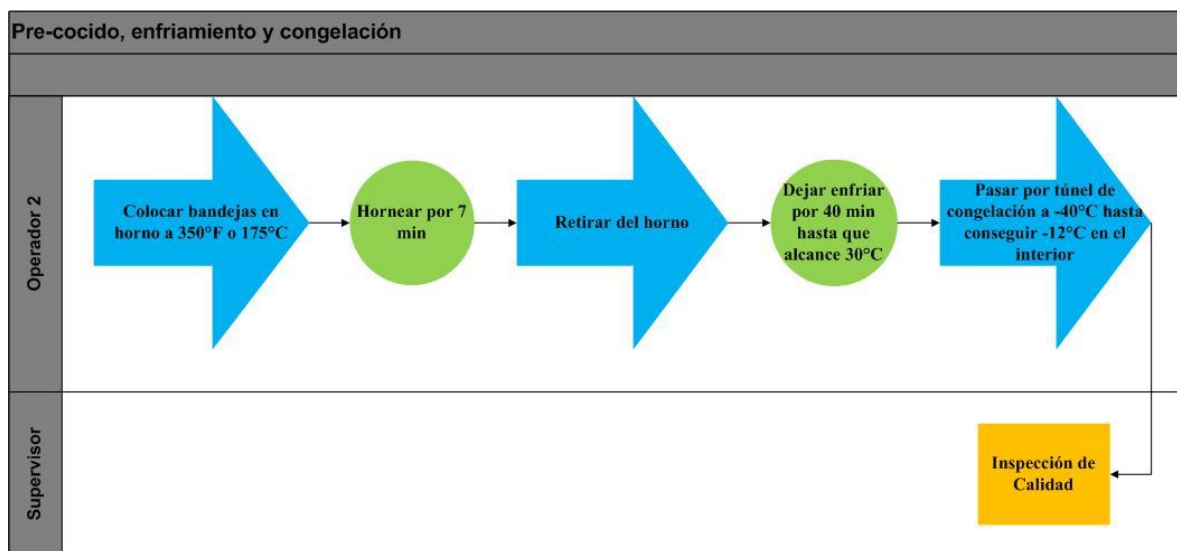 Pre-cocido, enfriamiento y congelación
Operador 2
Colocar bandejas en
horno a 350°F o 175°C
Hornear por 7
min
Retirar del horno
Dejar enfriar
por 40 min
hasta que
alcance 30°C
Pasar por túnel de
congelación a -40°C hasta
conseguir -12°C en el
interior
Supervisor
Inspección de
Calidad